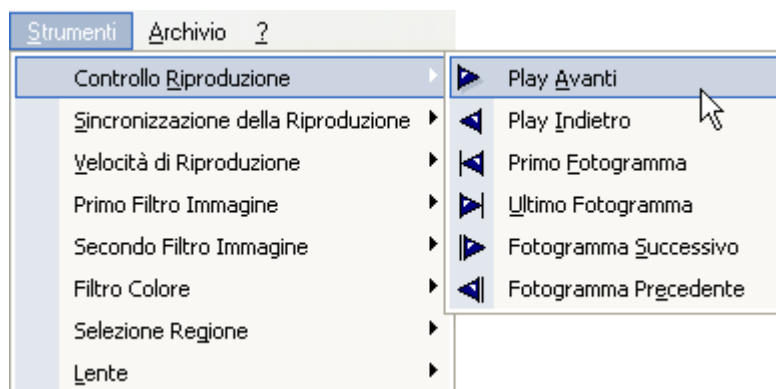 Strumenti Archivio ?
Controllo Riproduzione
Sincronizzazione della Riproduzione
Velocità di Riproduzione
Primo Filtro Immagine
Secondo Filtro Immagine
Filtro Colore
Selezione Regione
Lente
Play Avanti
Play Indietro
Primo Fotogramma
Ultimo Fotogramma
Fotogramma Successivo
Fotogramma Precedente